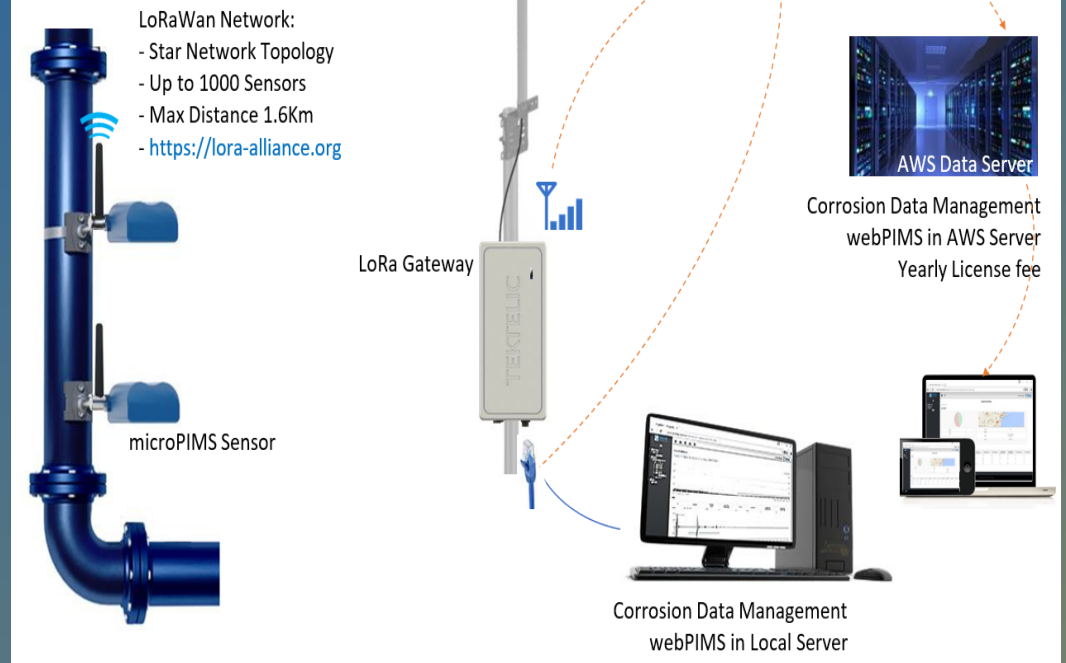 LoRaWan Network:
- Star Network Topology
- Up to 1000 Sensors
- Max Distance 1.6Km
- https://lora-alliance.org
AWS Data Server
Corrosion Data Management
webPIMS in AWS Server
Yearly License fee
LoRa Gateway
TEKTELIC
microPIMS Sensor
Corrosion Data Management
webPIMS in Local Server